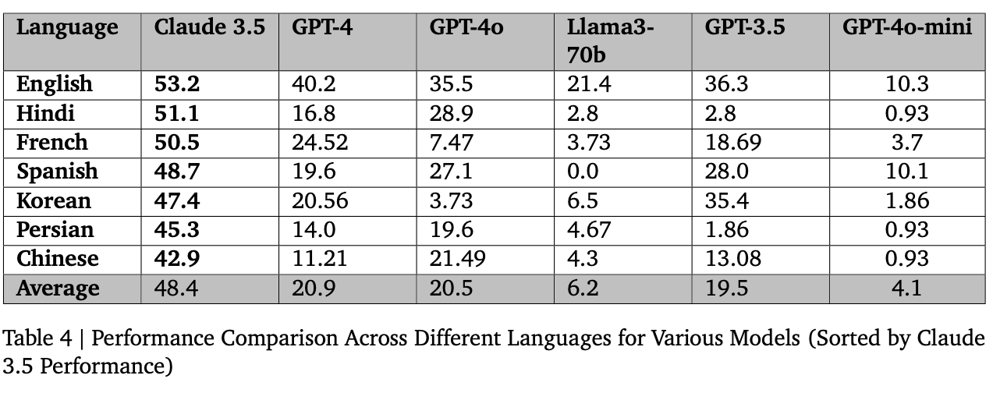 Language Claude 3.5 GPT-4 GPT-4o Llama3-70b GPT-3.5 GPT-4o-mini
English 53.2 40.2 35.5 21.4 36.3 10.3
Hindi 51.1 16.8 28.9 2.8 2.8 0.93
French 50.5 24.52 7.47 3.73 18.69 3.7
Spanish 48.7 19.6 27.1 0.0 28.0 10.1
Korean 47.4 20.56 3.73 6.5 35.4 1.86
Persian 45.3 14.0 19.6 4.67 1.86 0.93
Chinese 42.9 11.21 21.49 4.3 13.08 0.93
Average 48.4 20.9 20.5 6.2 19.5 4.1
Table 4 | Performance Comparison Across Different Languages for Various Models (Sorted by Claude
3.5 Performance)